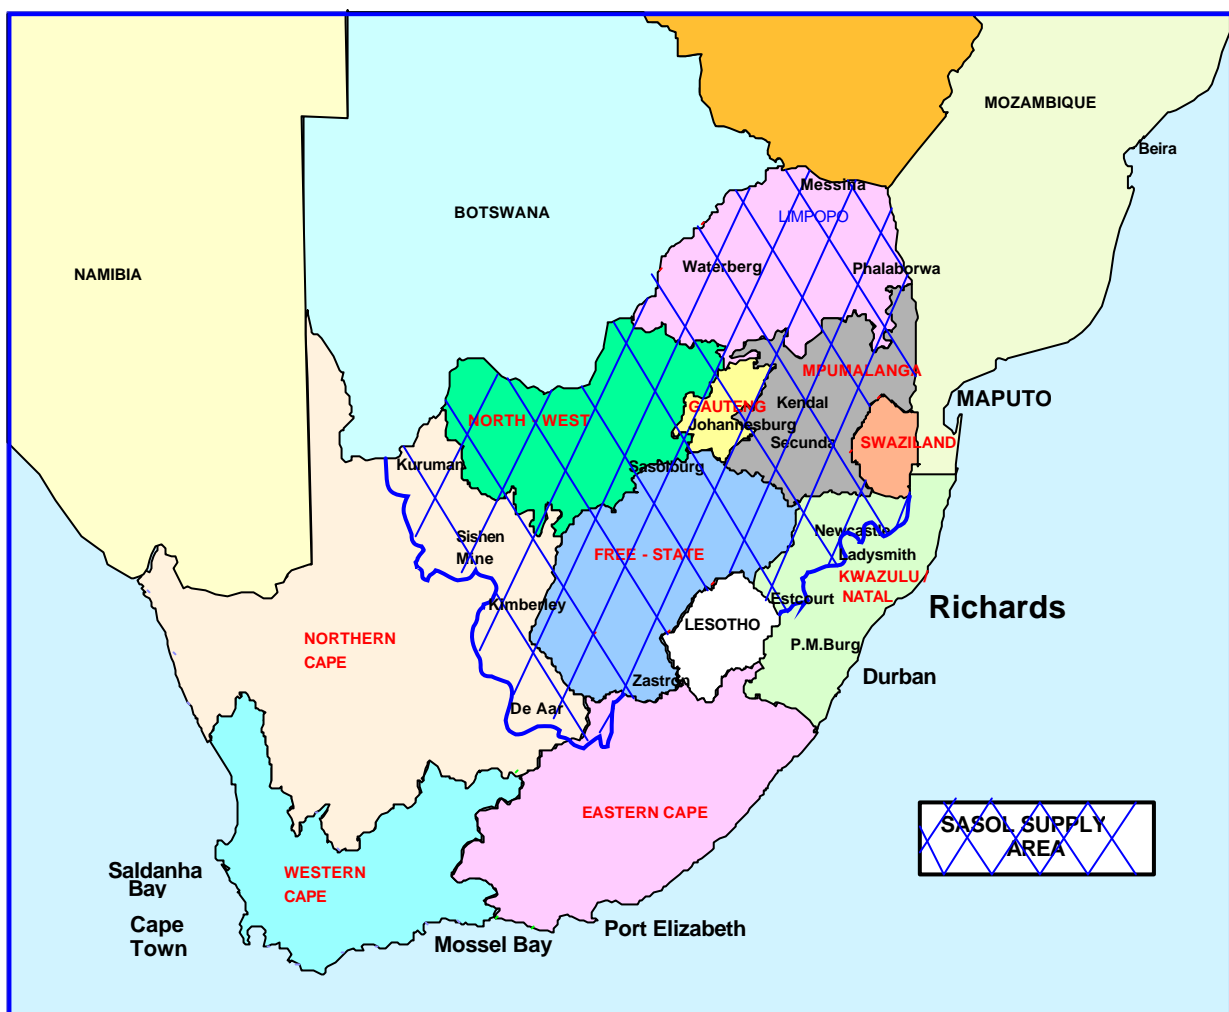 MOZAMBIQUE
Beira
Messina
LIMPOPO
BOTSWANA
NAMIBIA
Waterberg
Phalaborwa
MPUMALANGA
MAPUTO
GAUTENG
Kendal
NORTH - WEST
Johannesburg
Secunda
SWAZILAND
Kuruman
Sasolburg
Sishen
Mine
Newcastle
FREE - STATE
Ladysmith
KWAZULU /
NATAL
Kimberley
Estcourt
Richards
LESOTHO
NORTHERN
CAPE
P.M.Burg
Zastron
Durban
De Aar
EASTERN CAPE
SASOL SUPPLY
AREA
Saldanha
Bay
WESTERN
CAPE
Cape
Town
Mossel Bay
Port Elizabeth